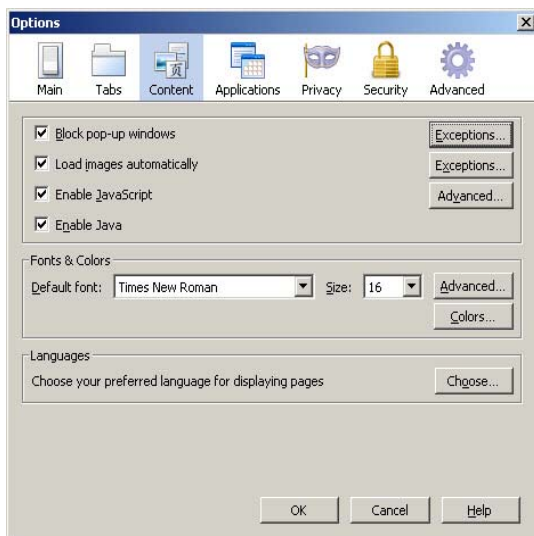 Options
Main Tabs Content Applications Privacy Security Advanced
Block pop-up windows Exceptions...
Load images automatically Exceptions...
Enable JavaScript Advanced...
Enable Java
Fonts & Colors
Default font: Times New Roman Size: 16 Advanced...
Colors...
Languages
Choose your preferred language for displaying pages Choose...
OK Cancel Help